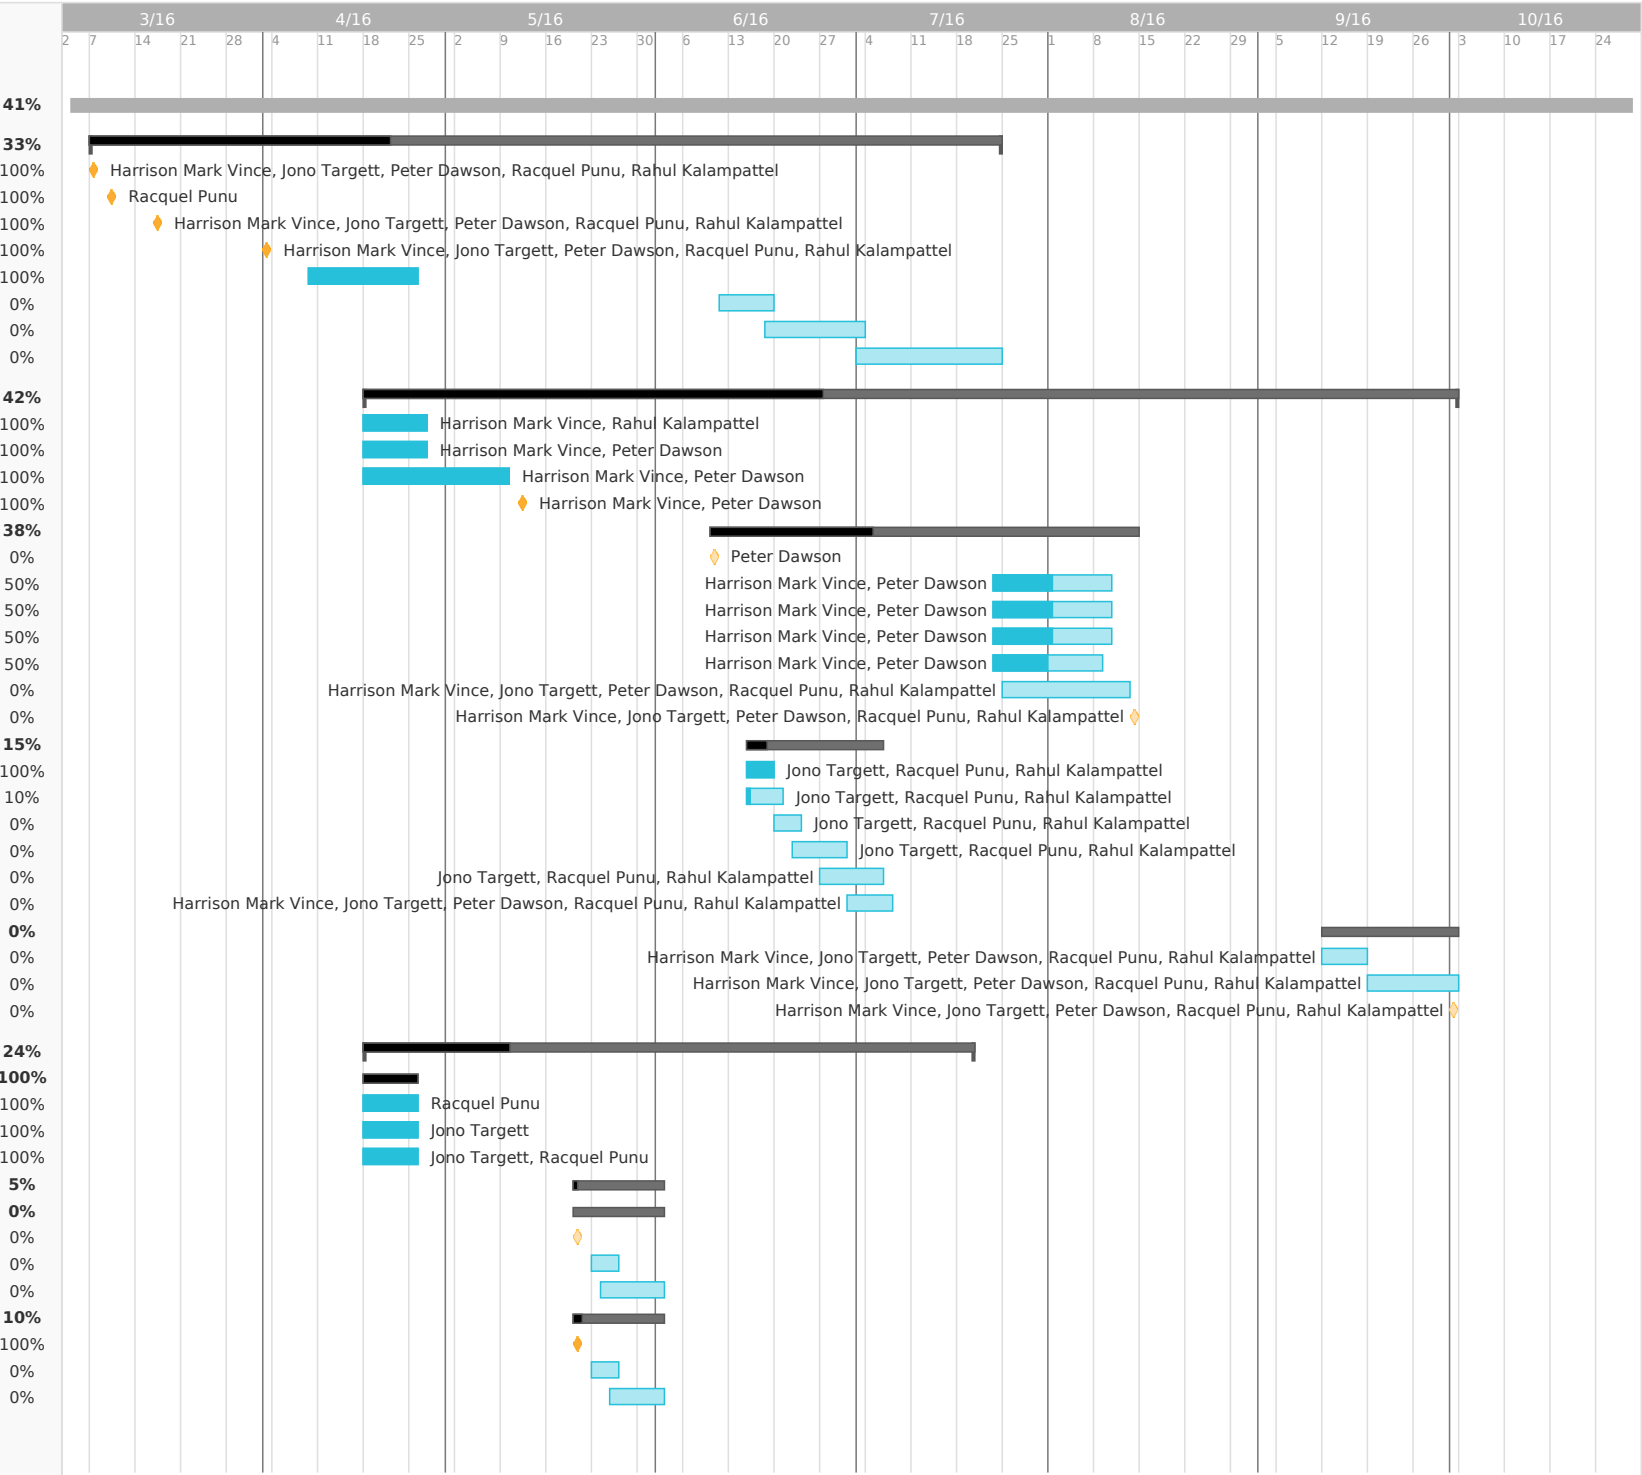 3/16 4/16 5/16 6/16 7/16 8/16 9/16 10/16
2 7 14 21 28 4 11 18 25 2 9 16 23 30 6 13 20 27 4 11 18 25 1 8 15 22 29 5 12 19 26 3 10 17 24
41%
33%
100% Harrison Mark Vince, Jono Targett, Peter Dawson, Racquel Punu, Rahul Kalampattel
100% Racquel Punu
100% Harrison Mark Vince, Jono Targett, Peter Dawson, Racquel Punu, Rahul Kalampattel
100% Harrison Mark Vince, Jono Targett, Peter Dawson, Racquel Punu, Rahul Kalampattel
100%
0%
0%
0%
42%
100% Harrison Mark Vince, Rahul Kalampattel
100% Harrison Mark Vince, Peter Dawson
100% Harrison Mark Vince, Peter Dawson
100% Harrison Mark Vince, Peter Dawson
38%
0% Peter Dawson
50% Harrison Mark Vince, Peter Dawson
50% Harrison Mark Vince, Peter Dawson
50% Harrison Mark Vince, Peter Dawson
50% Harrison Mark Vince, Peter Dawson
0% Harrison Mark Vince, Jono Targett, Peter Dawson, Racquel Punu, Rahul Kalampattel
0% Harrison Mark Vince, Jono Targett, Peter Dawson, Racquel Punu, Rahul Kalampattel
15%
100% Jono Targett, Racquel Punu, Rahul Kalampattel
10% Jono Targett, Racquel Punu, Rahul Kalampattel
0% Jono Targett, Racquel Punu, Rahul Kalampattel
0% Jono Targett, Racquel Punu, Rahul Kalampattel
0% Jono Targett, Racquel Punu, Rahul Kalampattel
0% Harrison Mark Vince, Jono Targett, Peter Dawson, Racquel Punu, Rahul Kalampattel
0%
0% Harrison Mark Vince, Jono Targett, Peter Dawson, Racquel Punu, Rahul Kalampattel
0% Harrison Mark Vince, Jono Targett, Peter Dawson, Racquel Punu, Rahul Kalampattel
0% Harrison Mark Vince, Jono Targett, Peter Dawson, Racquel Punu, Rahul Kalampattel
24%
100%
100% Racquel Punu
100% Jono Targett
100% Jono Targett, Racquel Punu
5%
0%
0%
0%
0%
10%
100%
0%
0%